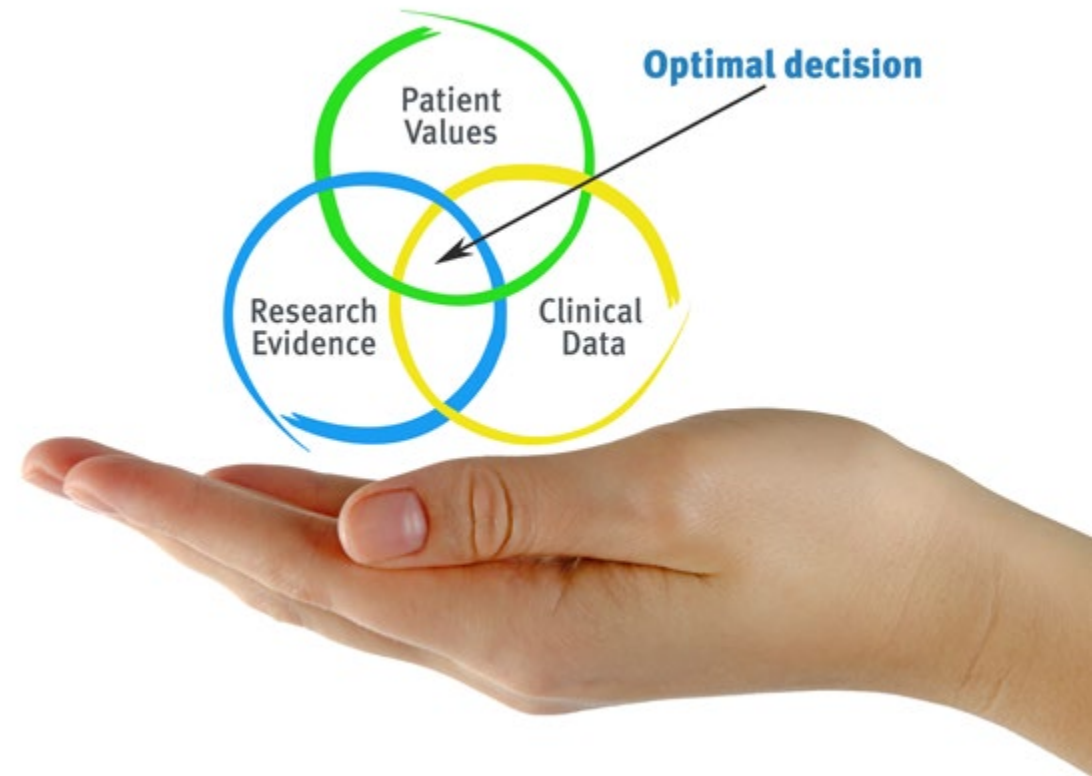 Optimal decision
Patient
Values
Research
Evidence
Clinical
Data